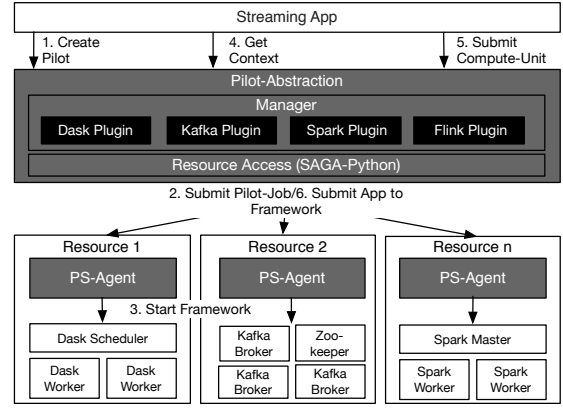 Streaming App
1. Create
Pilot
4. Get
Context
5. Submit
Compute-Unit
Pilot-Abstraction
Manager
Dask Plugin
Kafka Plugin
Spark Plugin
Flink Plugin
Resource Access (SAGA-Python)
2. Submit Pilot-Job/6. Submit App to
Framework
Resource 1
PS-Agent
Resource 2
PS-Agent
Resource n
PS-Agent
3. Start Framework
Dask Scheduler
Dask
Worker
Dask
Worker
Kafka
Broker
Zoo-
keeper
Kafka
Broker
Kafka
Broker
Spark Master
Spark
Worker
Spark
Worker